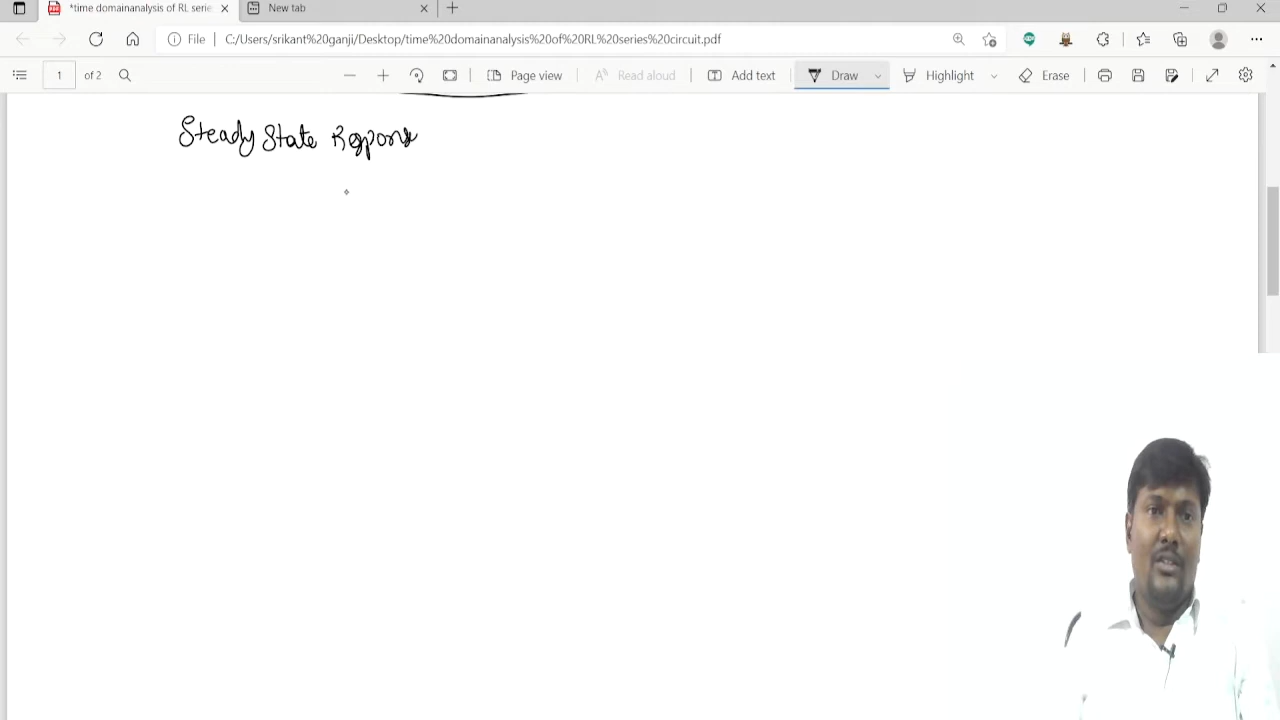 *time domainanalysis of RL serie
New tab
File
C:/Users/srikant%20ganji/Desktop/time%20domainanalysis%20of%20RL%20series%20circuit.pdf
1 of 2
Page view
Read aloud
Add text
Draw
Highlight
Erase
Steady State Response